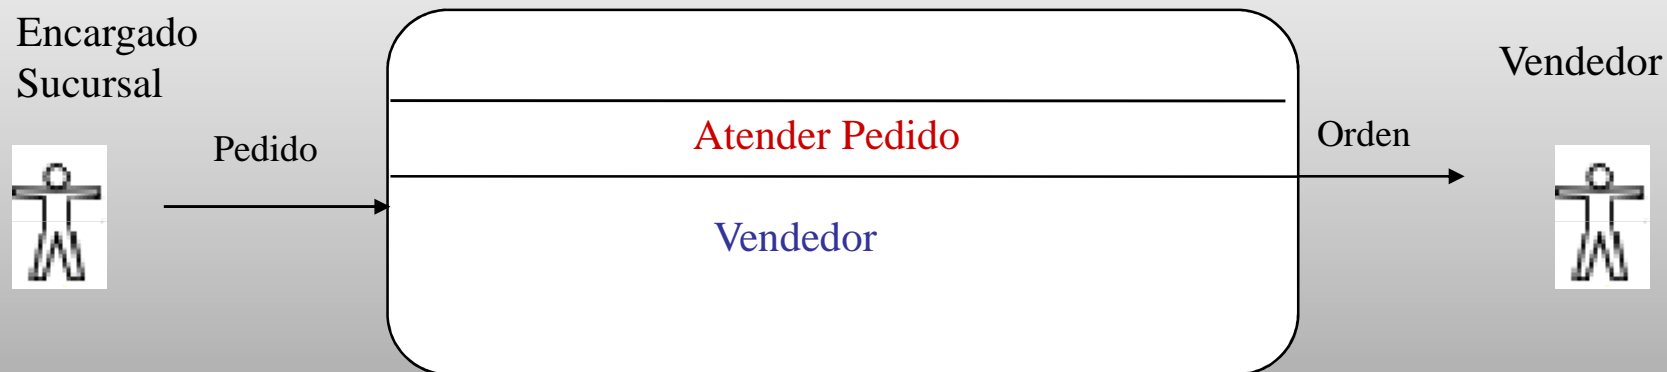 Encargado
Sucursal
Pedido
Atender Pedido
Vendedor
Orden
Vendedor